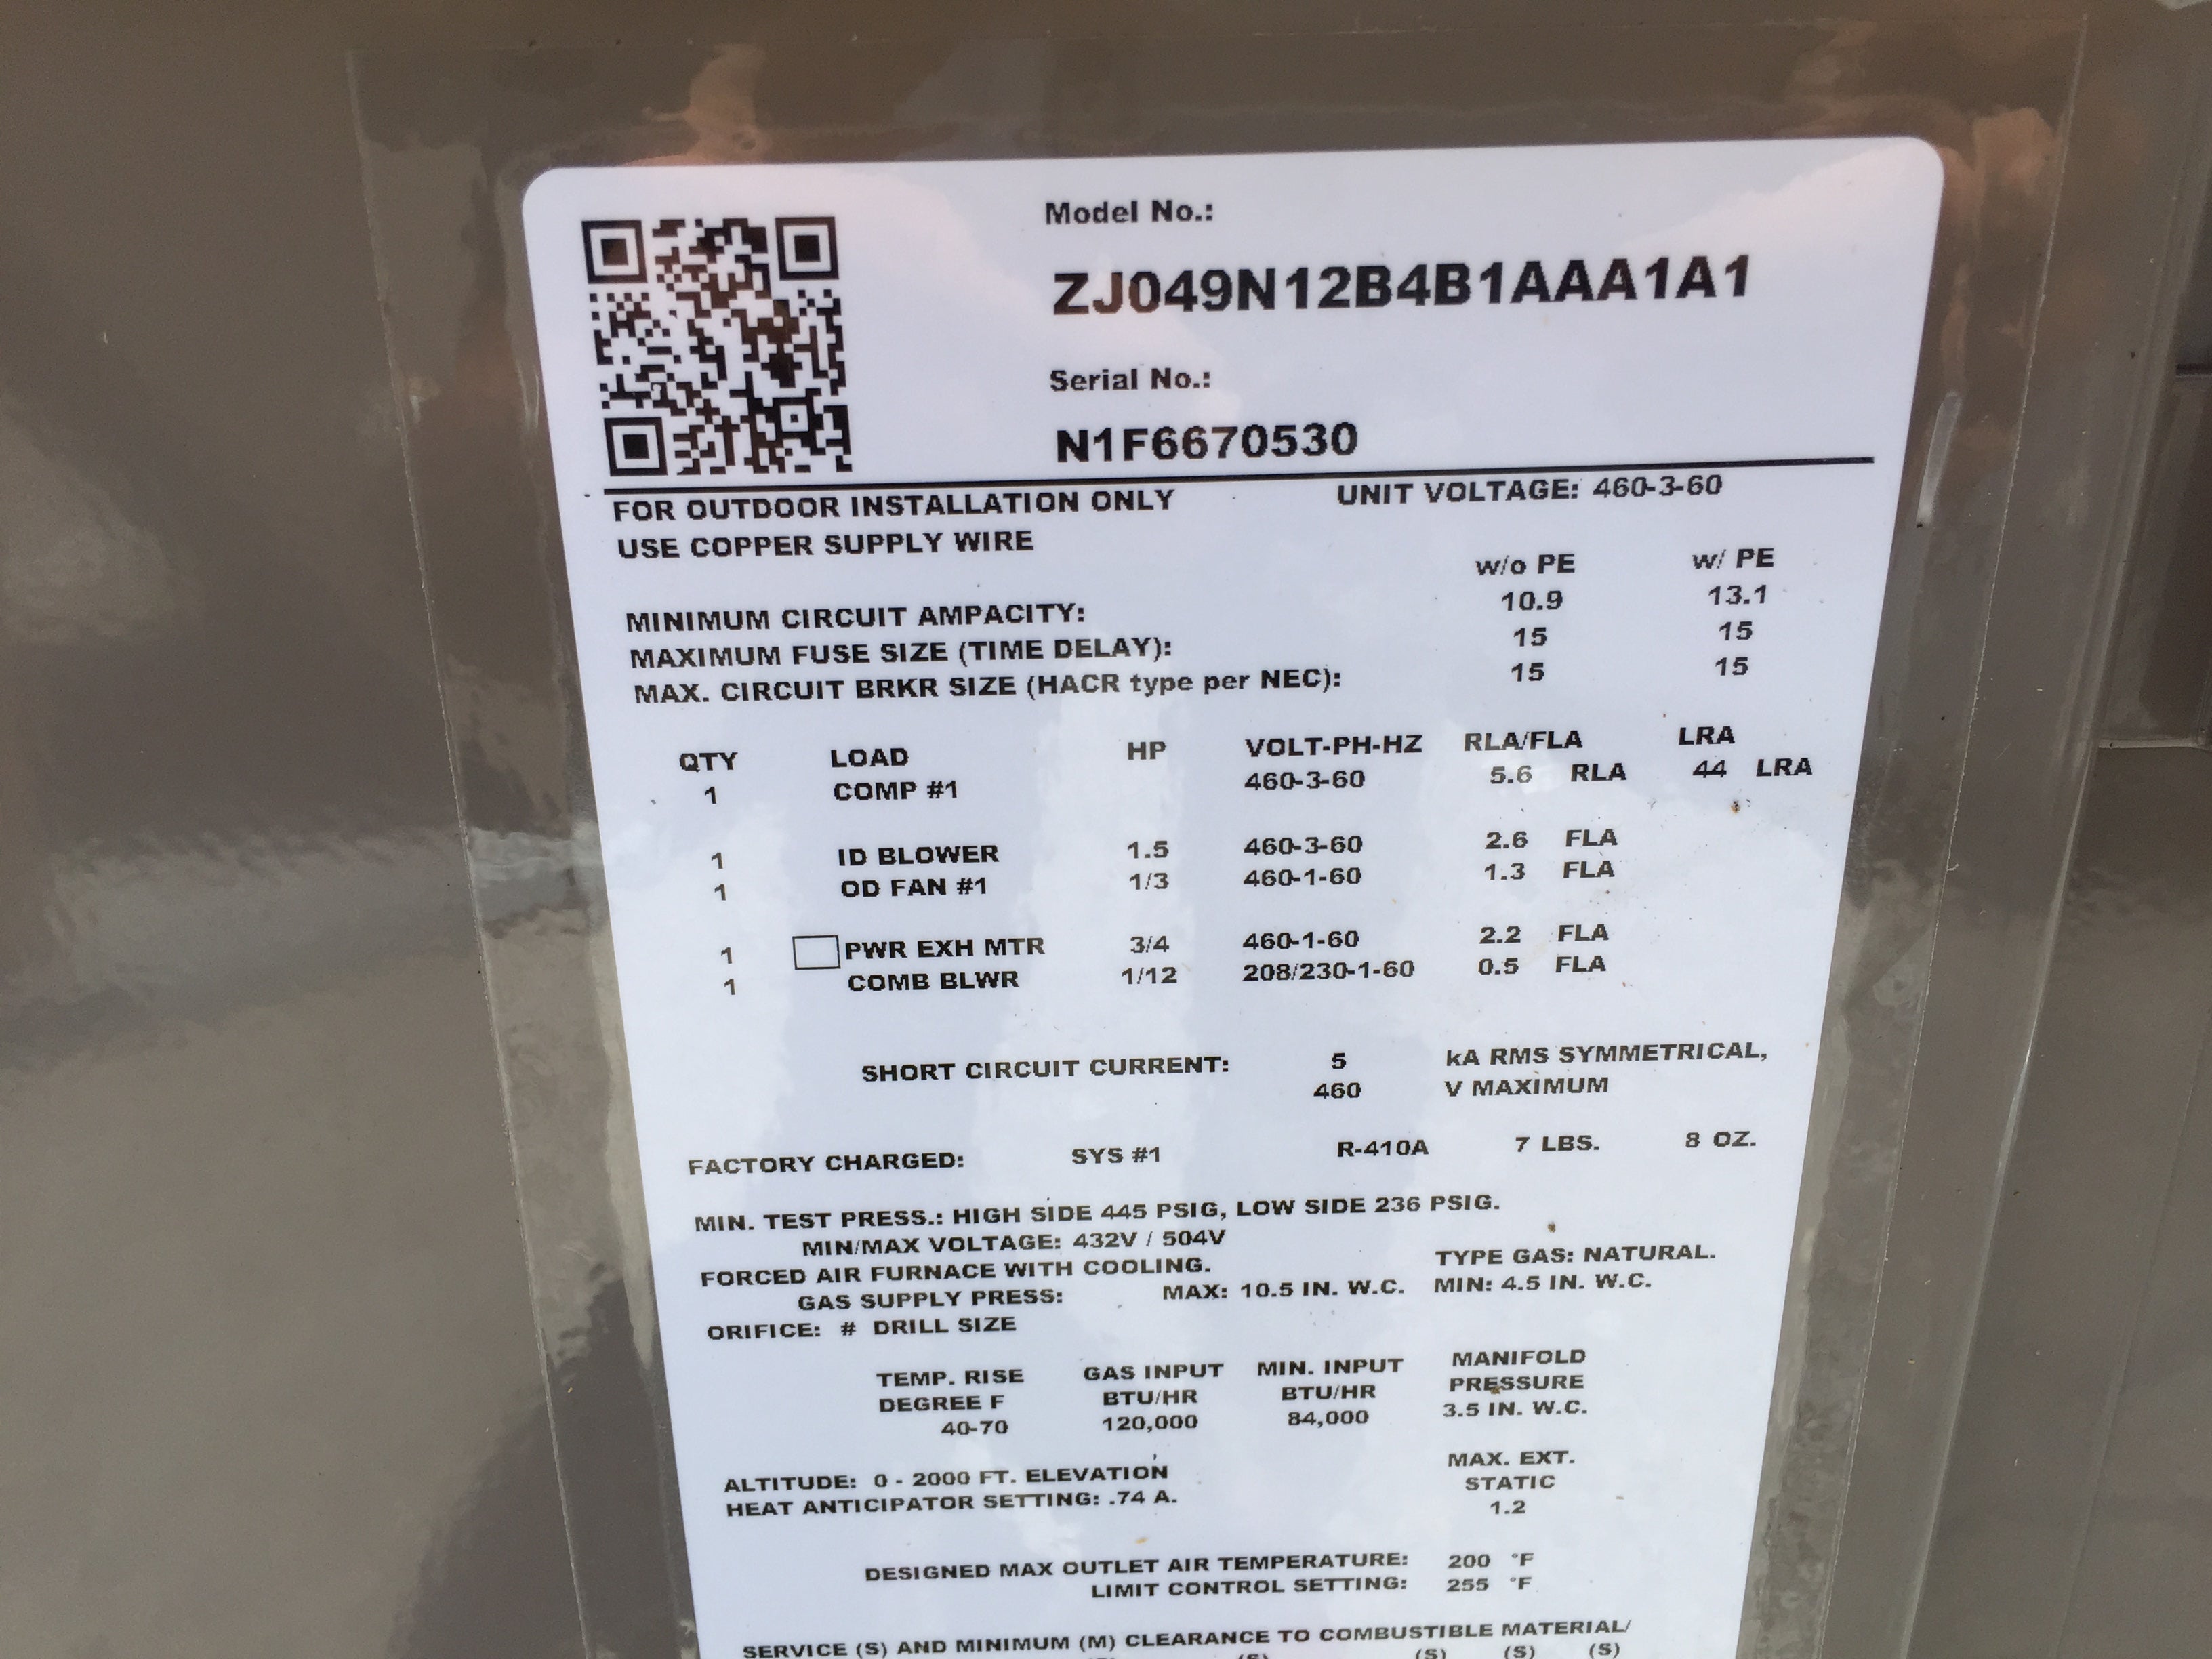 Model No.:
ZJ049N12B4B1AAA1A1
Serial No.:
N1F6670530
FOR OUTDOOR INSTALLATION ONLY UNIT VOLTAGE: 460-3-60
USE COPPER SUPPLY WIRE
w/o PE w/ PE
MINIMUM CIRCUIT AMPACITY: 10.9 13.1
MAXIMUM FUSE SIZE (TIME DELAY): 15 15
MAX. CIRCUIT BRKR SIZE (HACR type per NEC): 15 15
QTY LOAD HP VOLT-PH-HZ RLA/FLA LRA
1 COMP #1 460-3-60 5.6 RLA 44 LRA
1 ID BLOWER 1.5 460-3-60 2.6 FLA
1 OD FAN #1 1/3 460-1-60 1.3 FLA
1 PWR EXH MTR 3/4 460-1-60 2.2 FLA
1 COMB BLWR 1/12 208/230-1-60 0.5 FLA
SHORT CIRCUIT CURRENT: 5 kA RMS SYMMETRICAL,
460 V MAXIMUM
FACTORY CHARGED: SYS #1 R-410A 7 LBS. 8 OZ.
MIN. TEST PRESS.: HIGH SIDE 445 PSIG, LOW SIDE 236 PSIG.
MIN/MAX VOLTAGE: 432V / 504V
FORCED AIR FURNACE WITH COOLING. TYPE GAS: NATURAL.
GAS SUPPLY PRESS: MAX: 10.5 IN. W.C. MIN: 4.5 IN. W.C.
ORIFICE: # DRILL SIZE
TEMP. RISE GAS INPUT MIN. INPUT MANIFOLD
DEGREE F BTU/HR BTU/HR PRESSURE
40-70 120,000 84,000 3.5 IN. W.C.
ALTITUDE: 0 - 2000 FT. ELEVATION MAX. EXT.
HEAT ANTICIPATOR SETTING: .74 A. STATIC
1.2
DESIGNED MAX OUTLET AIR TEMPERATURE: 200 °F
LIMIT CONTROL SETTING: 255 °F
SERVICE (S) AND MINIMUM (M) CLEARANCE TO COMBUSTIBLE MATERIAL/
(S) (S) (S)